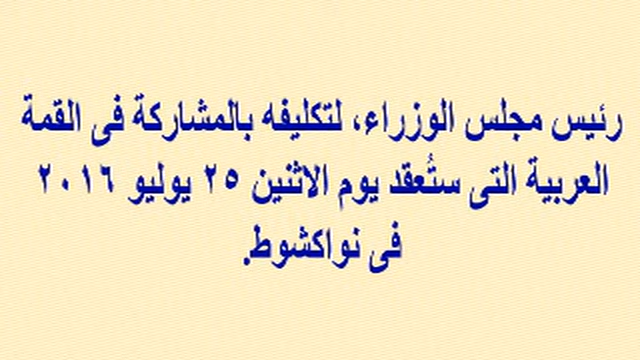 رئيس مجلس الوزراء، لتكليفه بالمشاركة فى القمة
العربية التى ستُعقد يوم الاثنين ٢٥ يوليو ٢٠١٦
فى نواكشوط.